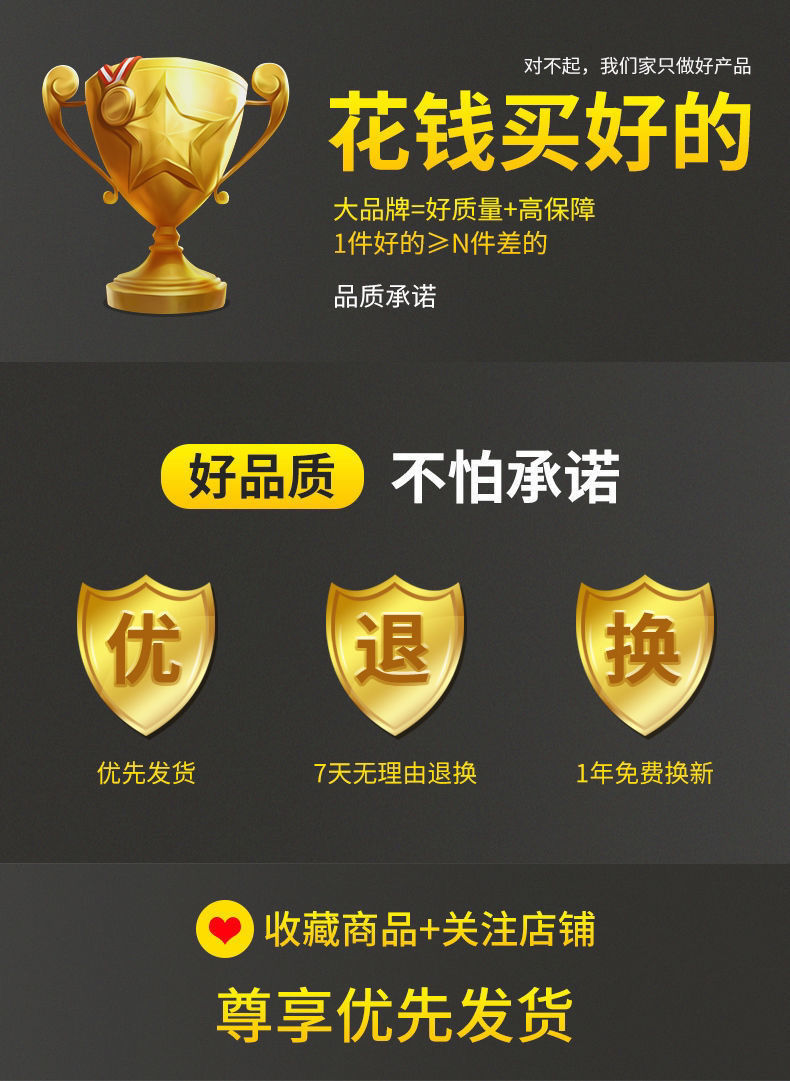 对不起，我们家只做好产品
花钱买好的
大品牌=好质量+高保障
1件好的≥N件差的
品质承诺
好品质 不怕承诺
优 退 换
优先发货 7天无理由退换 1年免费换新
收藏商品+关注店铺
尊享优先发货